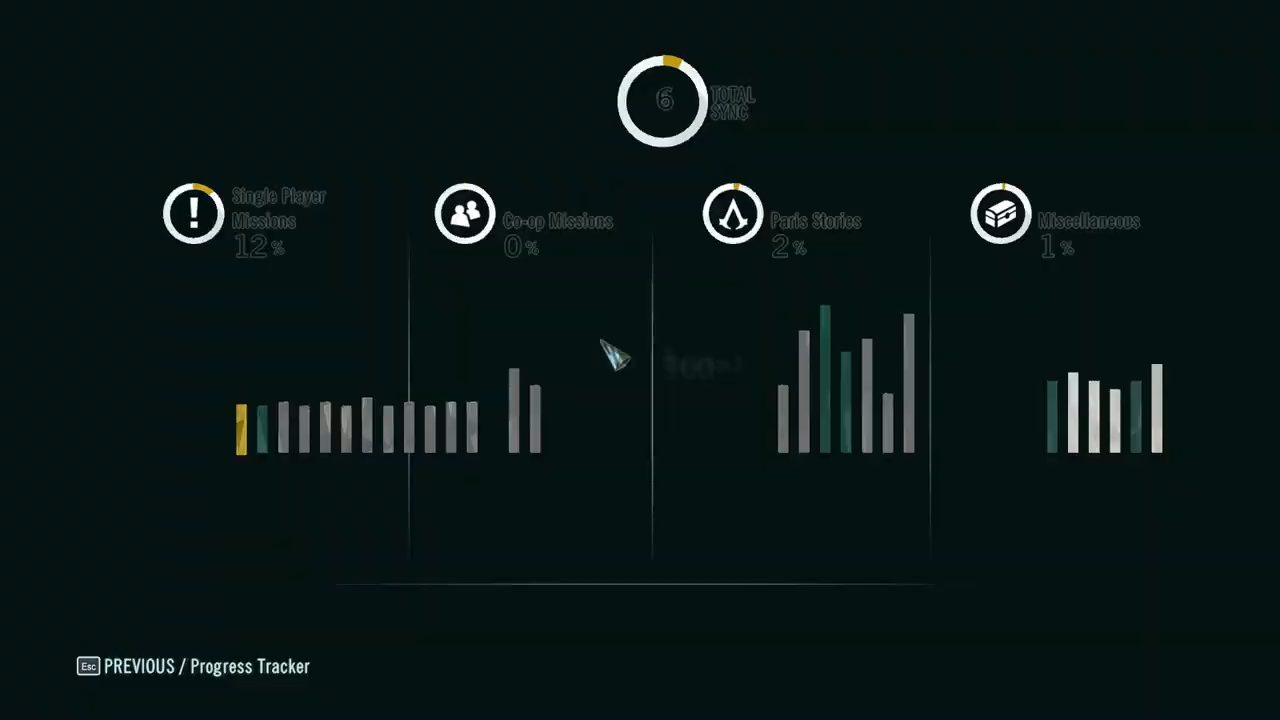 6
TOTAL
SYNC
Single Player
Missions
12 %
Co-op Missions
0 %
Paris Stories
2 %
Miscellaneous
1 %
Esc PREVIOUS / Progress Tracker